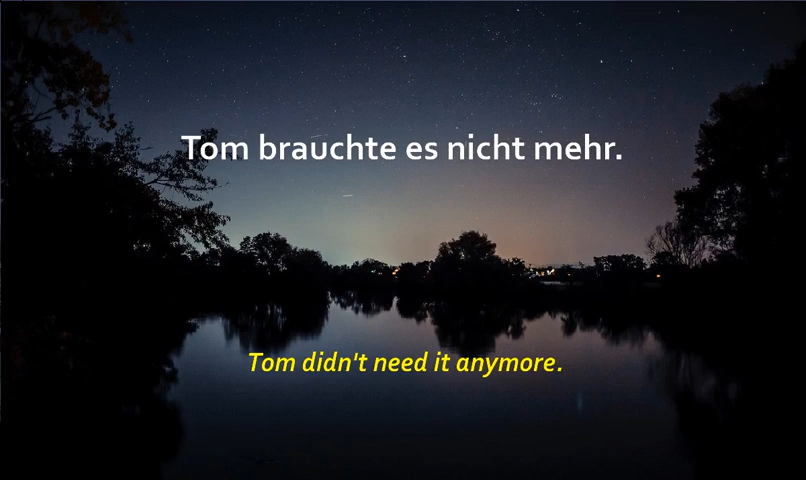 Tom brauchte es nicht mehr.
Tom didn't need it anymore.